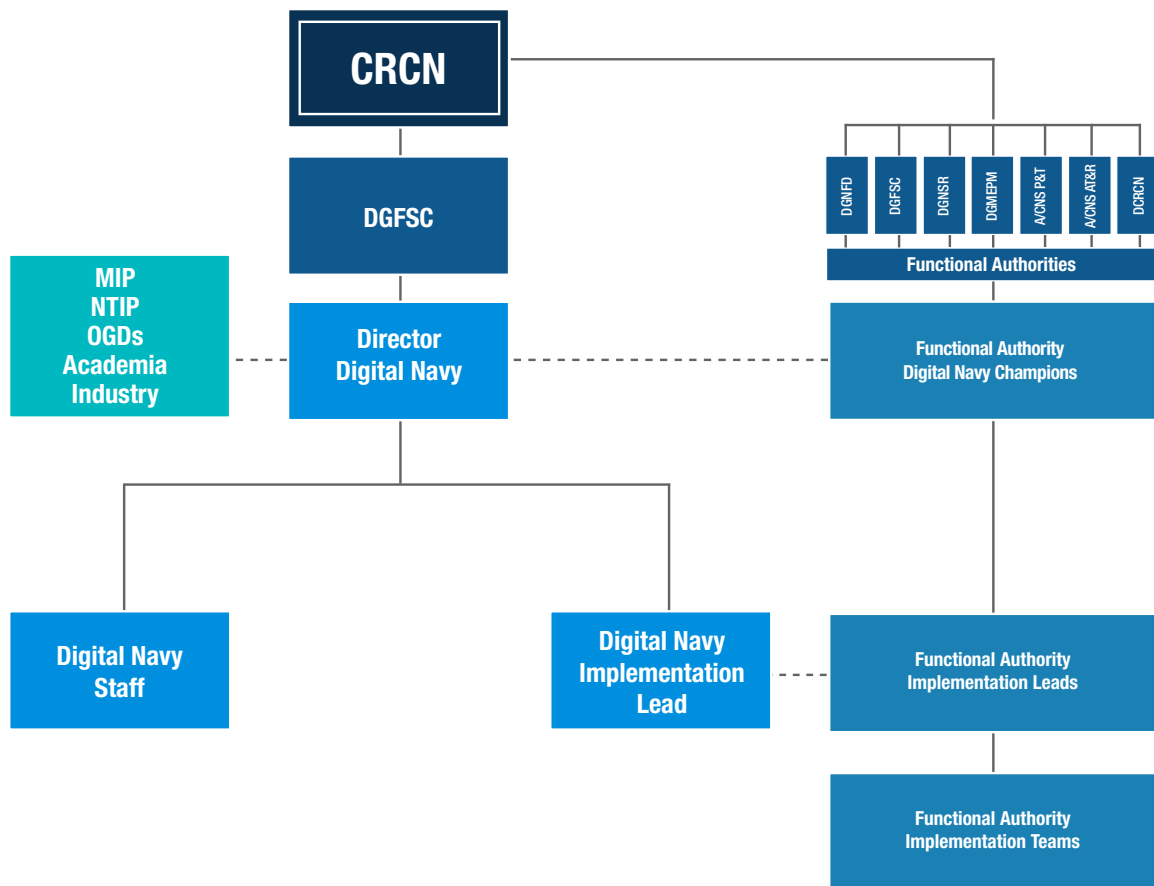 CRCN
DGFSC
DGNFD
DGFSC
DGNSR
DGMEPM
A/CNS P&T
A/CNS AT&R
DCRCN
Functional Authorities
MIP
NTIP
OGDs
Academia
Industry
Director
Digital Navy
Functional Authority
Digital Navy Champions
Digital Navy
Staff
Digital Navy
Implementation
Lead
Functional Authority
Implementation Leads
Functional Authority
Implementation Teams